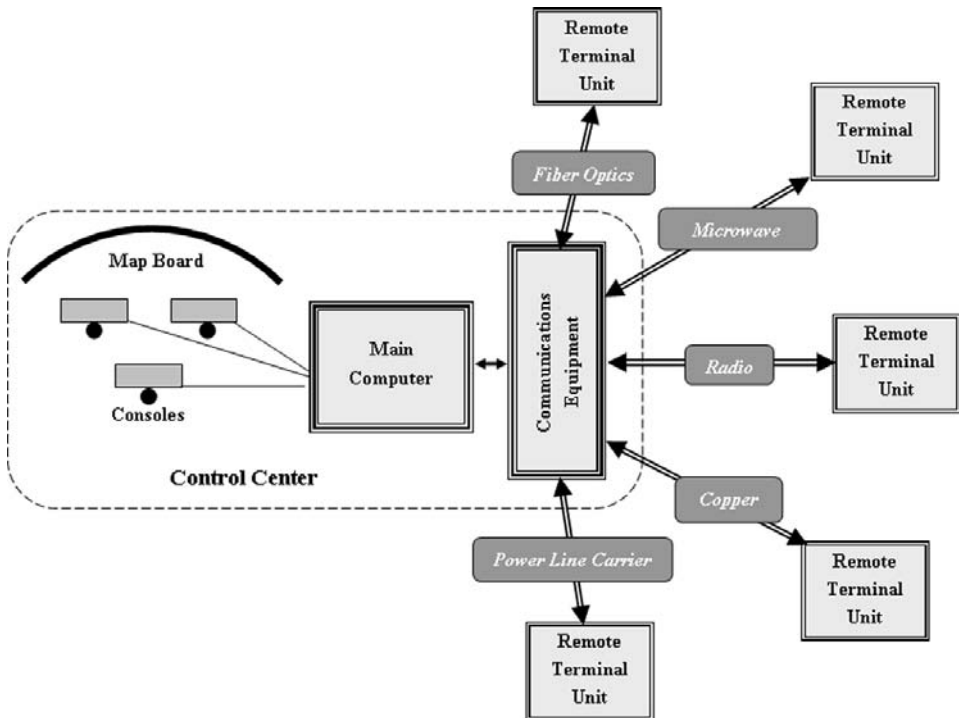 Remote
Terminal
Unit
Remote
Terminal
Unit
Fiber Optics
Microwave
Map Board
Main
Computer
Communications
Equipment
Consoles
Control Center
Radio
Remote
Terminal
Unit
Copper
Power Line Carrier
Remote
Terminal
Unit
Remote
Terminal
Unit